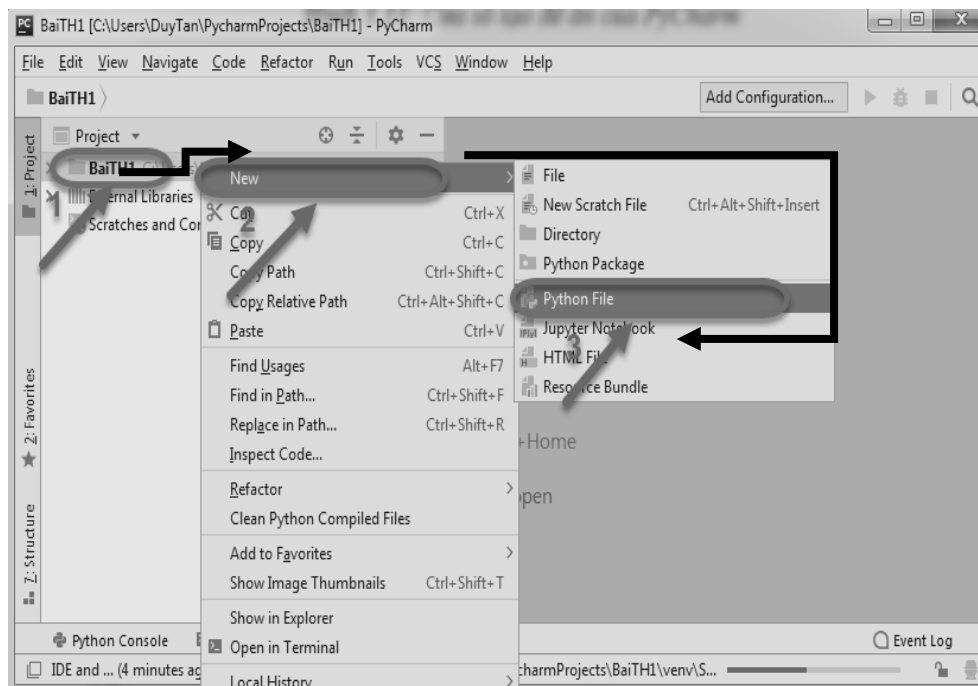 BaiTH1 [C:\Users\DuyTan\PycharmProjects\BaiTH1] - PyCharm
File Edit View Navigate Code Refactor Run Tools VCS Window Help
BaiTH1
Add Configuration...
1: Project
Project
BaiTH1
External Libraries
Scratches and Con
1
New
2
Cut Ctrl+X
Copy Ctrl+C
Copy Path Ctrl+Shift+C
Copy Relative Path Ctrl+Alt+Shift+C
Paste Ctrl+V
Find Usages Alt+F7
Find in Path... Ctrl+Shift+F
Replace in Path... Ctrl+Shift+R
Inspect Code...
Refactor
Clean Python Compiled Files
Add to Favorites
Show Image Thumbnails Ctrl+Shift+T
Show in Explorer
Open in Terminal
Local History
File
New Scratch File Ctrl+Alt+Shift+Insert
Directory
Python Package
Python File
Jupyter Notebook
3
HTML File
Resource Bundle
+Home
open
2: Favorites
7: Structure
Python Console
Event Log
IDE and ... (4 minutes ag
charmProjects\BaiTH1\venv\S...